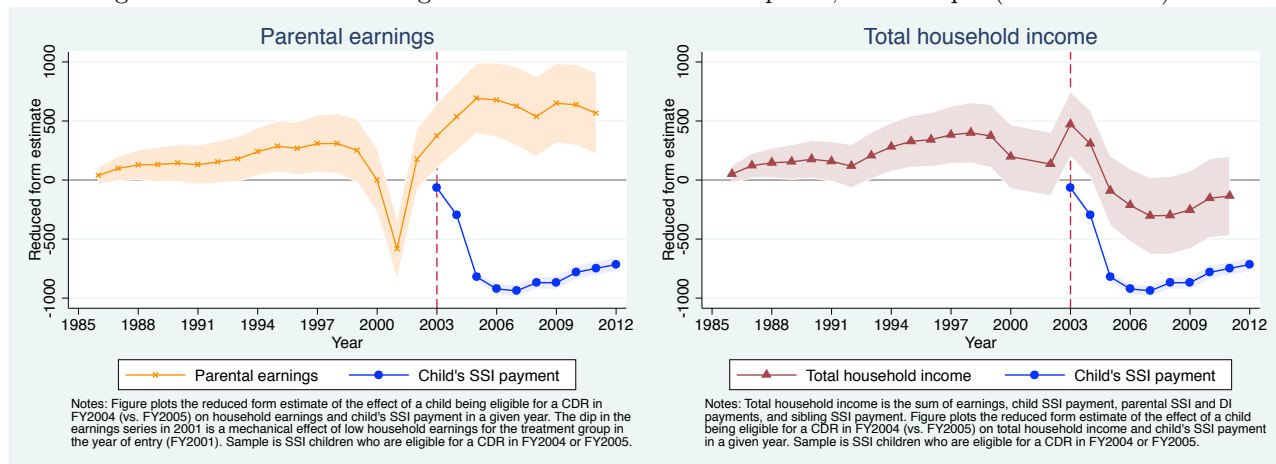 Parental earnings
Reduced form estimate
1000
500
0
-500
-1000
1985 1988 1991 1994 1997 2000 2003 2006 2009 2012
Year
Parental earnings Child's SSI payment
Notes: Figure plots the reduced form estimate of the effect of a child being eligible for a CDR in
FY2004 (vs. FY2005) on household earnings and child's SSI payment in a given year. The dip in the
earnings series in 2001 is a mechanical effect of low household earnings for the treatment group in
the year of entry (FY2001). Sample is SSI children who are eligible for a CDR in FY2004 or FY2005.
Total household income
Reduced form estimate
1000
500
0
-500
-1000
1985 1988 1991 1994 1997 2000 2003 2006 2009 2012
Year
Total household income Child's SSI payment
Notes: Total household income is the sum of earnings, child SSI payment, parental SSI and DI
payments, and sibling SSI payment. Figure plots the reduced form estimate of the effect of a child
being eligible for a CDR in FY2004 (vs. FY2005) on total household income and child's SSI payment
in a given year. Sample is SSI children who are eligible for a CDR in FY2004 or FY2005.